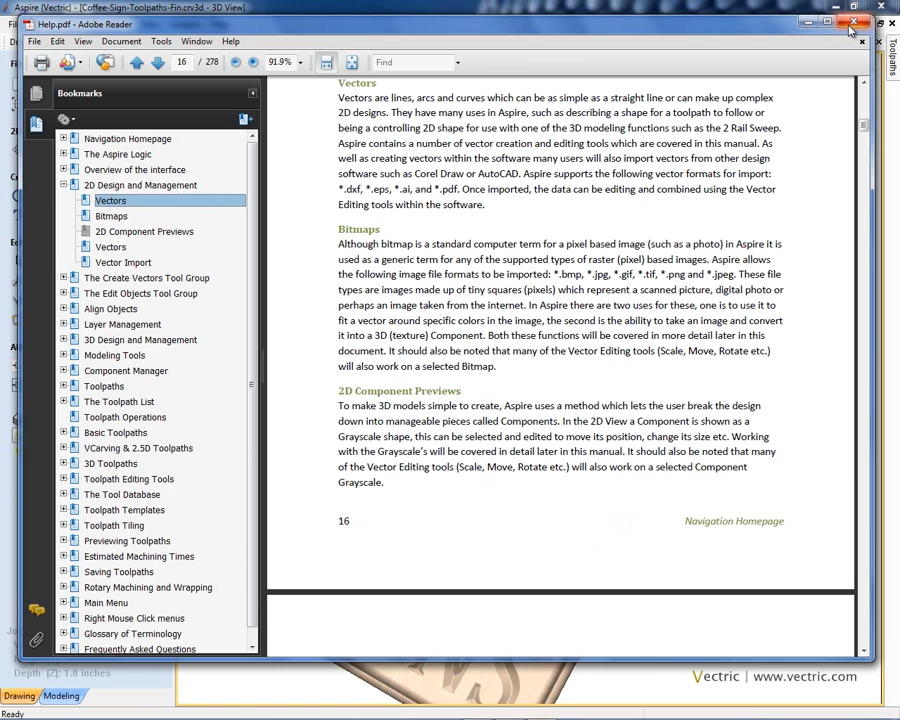 Aspire (Vectric) - [Coffee-Sign-Toolpaths-Fin.crv3d - 3D View]
Help.pdf - Adobe Reader
File Edit View Document Tools Window Help
16 / 278 91.9% Find
Bookmarks
Navigation Homepage
The Aspire Logic
Overview of the interface
2D Design and Management
Vectors
Bitmaps
2D Component Previews
Vectors
Vector Import
The Create Vectors Tool Group
The Edit Objects Tool Group
Align Objects
Layer Management
3D Design and Management
Modeling Tools
Component Manager
Toolpaths
The Toolpath List
Toolpath Operations
Basic Toolpaths
VCarving & 2.5D Toolpaths
3D Toolpaths
Toolpath Editing Tools
The Tool Database
Toolpath Templates
Toolpath Tiling
Previewing Toolpaths
Estimated Machining Times
Saving Toolpaths
Rotary Machining and Wrapping
Main Menu
Right Mouse Click menus
Glossary of Terminology
Frequently Asked Questions
Vectors
Vectors are lines, arcs and curves which can be as simple as a straight line or can make up complex
2D designs. They have many uses in Aspire, such as describing a shape for a toolpath to follow or
being a controlling 2D shape for use with one of the 3D modeling functions such as the 2 Rail Sweep.
Aspire contains a number of vector creation and editing tools which are covered in this manual. As
well as creating vectors within the software many users will also import vectors from other design
software such as Corel Draw or AutoCAD. Aspire supports the following vector formats for import:
*.dxf, *.eps, *.ai, and *.pdf. Once imported, the data can be editing and combined using the Vector
Editing tools within the software.
Bitmaps
Although bitmap is a standard computer term for a pixel based image (such as a photo) in Aspire it is
used as a generic term for any of the supported types of raster (pixel) based images. Aspire allows
the following image file formats to be imported: *.bmp, *.jpg, *.gif, *.tif, *.png and *.jpeg. These file
types are images made up of tiny squares (pixels) which represent a scanned picture, digital photo or
perhaps an image taken from the internet. In Aspire there are two uses for these, one is to use it to
fit a vector around specific colors in the image, the second is the ability to take an image and convert
it into a 3D (texture) Component. Both these functions will be covered in more detail later in this
document. It should also be noted that many of the Vector Editing tools (Scale, Move, Rotate etc.)
will also work on a selected Bitmap.
2D Component Previews
To make 3D models simple to create, Aspire uses a method which lets the user break the design
down into manageable pieces called Components. In the 2D View a Component is shown as a
Grayscale shape, this can be selected and edited to move its position, change its size etc. Working
with the Grayscale's will be covered in detail later in this manual. It should also be noted that many
of the Vector Editing tools (Scale, Move, Rotate etc.) will also work on a selected Component
Grayscale.
16 Navigation Homepage
Toolpaths
Depth (Z): 1.0 inches
Vectric | www.vectric.com
Drawing Modeling
Ready